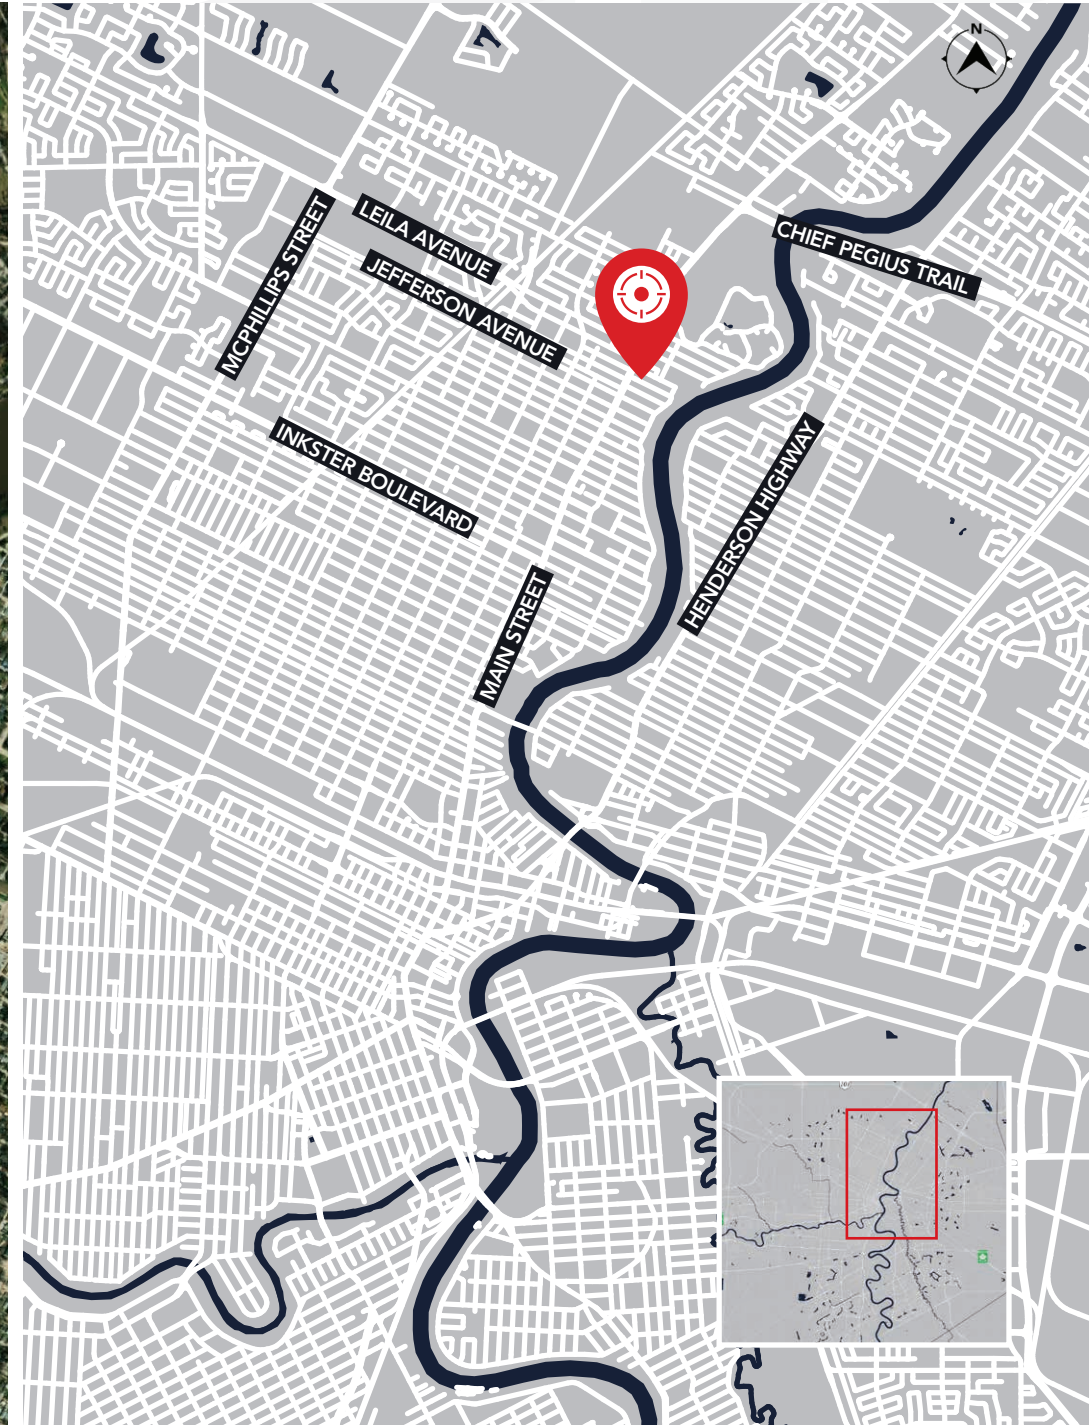 N
CHIEF PEGIUS TRAIL
LEILA AVENUE
MCPHILLIPS STREET
JEFFERSON AVENUE
INKSTER BOULEVARD
HENDERSON HIGHWAY
MAIN STREET